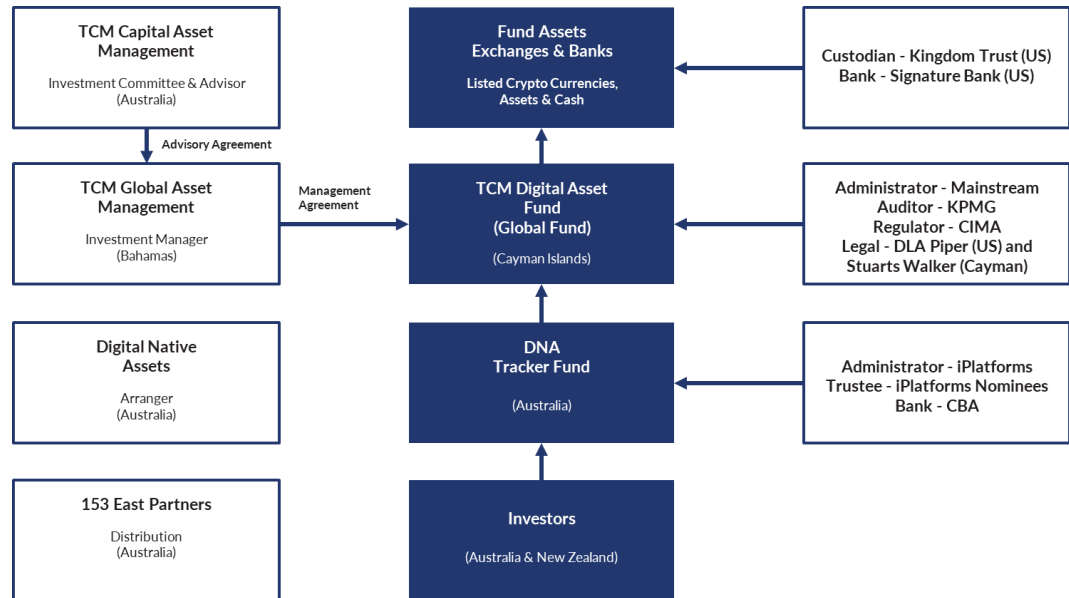 TCM Capital Asset
Management
Investment Committee & Advisor
(Australia)
Fund Assets
Exchanges & Banks
Listed Crypto Currencies,
Assets & Cash
Custodian - Kingdom Trust (US)
Bank - Signature Bank (US)
Advisory Agreement
TCM Global Asset
Management
Investment Manager
(Bahamas)
Management
Agreement
TCM Digital Asset
Fund
(Global Fund)
(Cayman Islands)
Administrator - Mainstream
Auditor - KPMG
Regulator - CIMA
Legal - DLA Piper (US) and
Stuarts Walker (Cayman)
Digital Native
Assets
Arranger
(Australia)
DNA
Tracker Fund
(Australia)
Administrator - iPlatforms
Trustee - iPlatforms Nominees
Bank - CBA
153 East Partners
Distribution
(Australia)
Investors
(Australia & New Zealand)